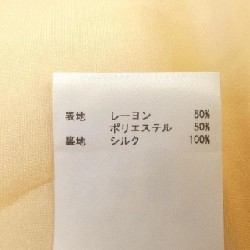 表地 レーヨン 50%
ポリエステル 50%
裏地 シルク 100%